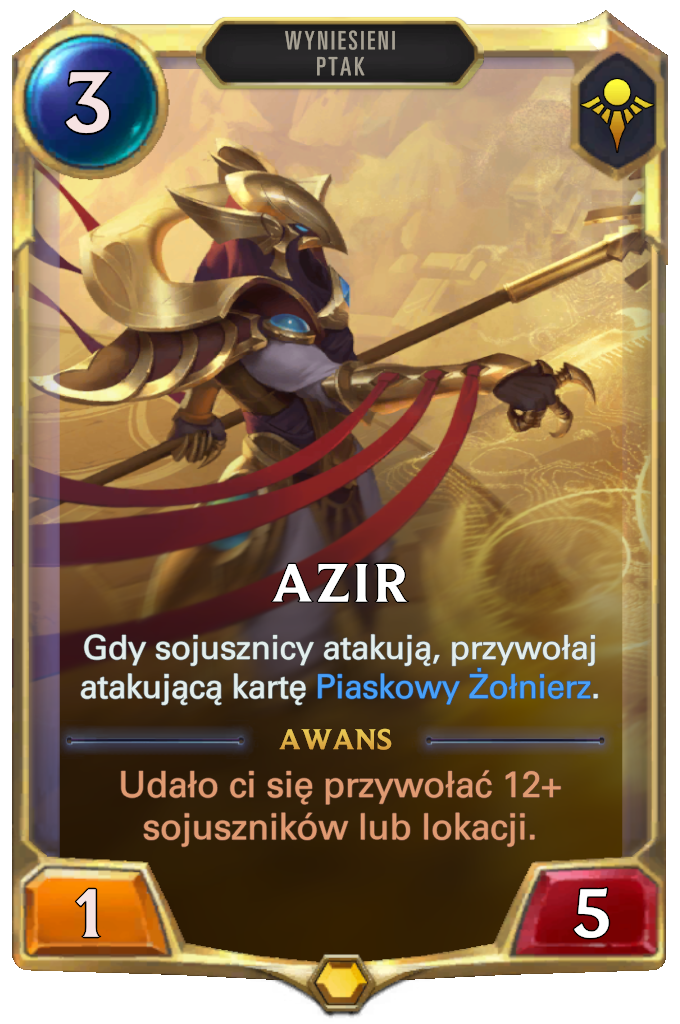 WYNIESIENI
PTAK
3
AZIR
Gdy sojusznicy atakują, przywołaj
atakującą kartę Piaskowy Żołnierz.
AWANS
Udało ci się przywołać 12+
sojuszników lub lokacji.
1
5